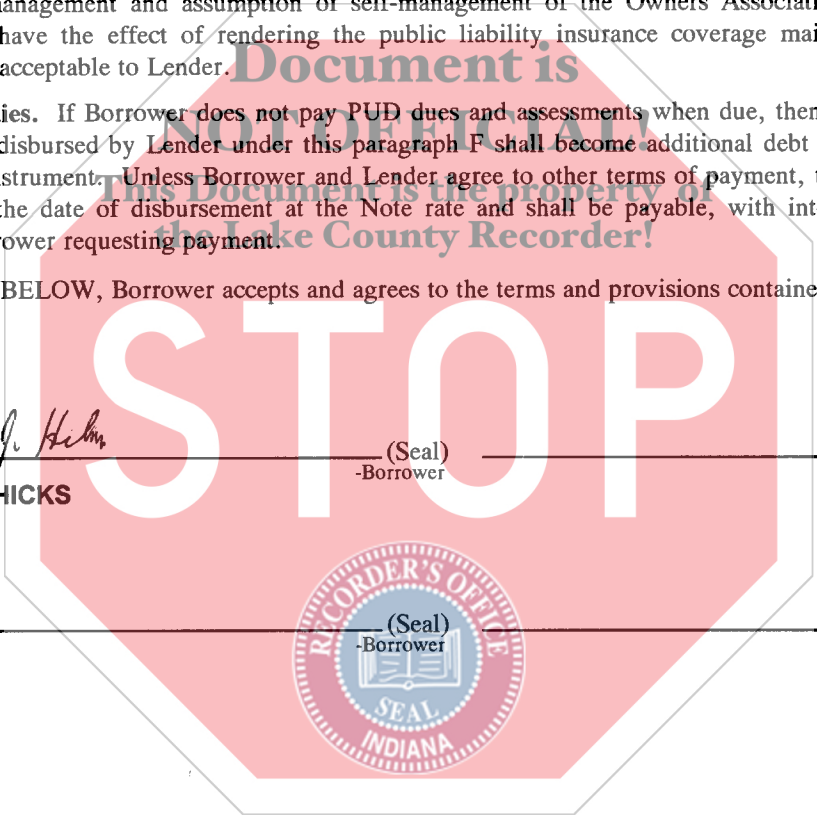 management and assumption of self-management of the Owners Associati
have the effect of rendering the public liability insurance coverage mai
acceptable to Lender.
Document is
ies. If Borrower does not pay PUD dues and assessments when due, then
NOT OFFICIAL!
disbursed by Lender under this paragraph F shall become additional debt
strument. Unless Borrower and Lender agree to other terms of payment, t
This Document is the property of
the date of disbursement at the Note rate and shall be payable, with int
rower requesting payment.
the Lake County Recorder!
BELOW, Borrower accepts and agrees to the terms and provisions containe
STOP
(Seal)
-Borrower
HICKS
RECORDER'S OFFICE
(Seal)
-Borrower
SEAL
INDIANA